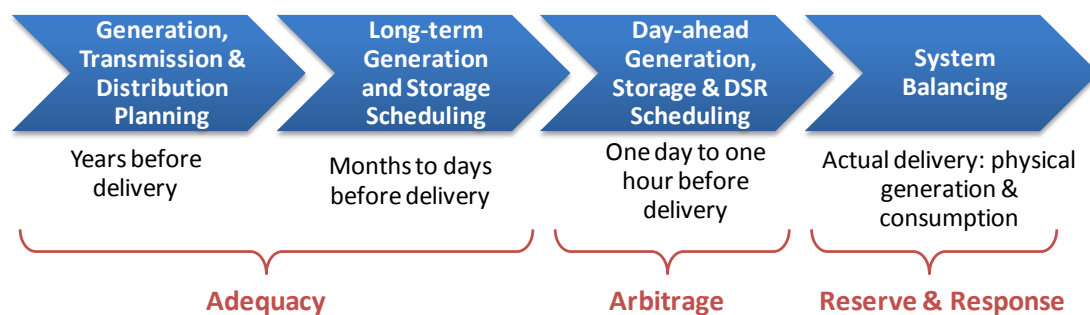 Generation,
Transmission &
Distribution
Planning
Long-term
Generation
and Storage
Scheduling
Day-ahead
Generation,
Storage & DSR
Scheduling
System
Balancing
Years before
delivery
Months to days
before delivery
One day to one
hour before
delivery
Actual delivery: physical
generation &
consumption
Adequacy
Arbitrage
Reserve & Response